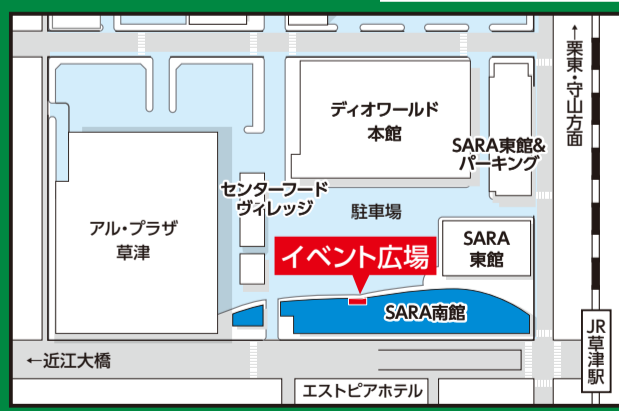 ↑栗東・守山方面
ディオワールド
本館
SARA東館&
パーキング
センターフード
ヴィレッジ
駐車場
アル・プラザ
草津
SARA
東館
イベント広場
SARA南館
JR草津駅
←近江大橋
エストピアホテル